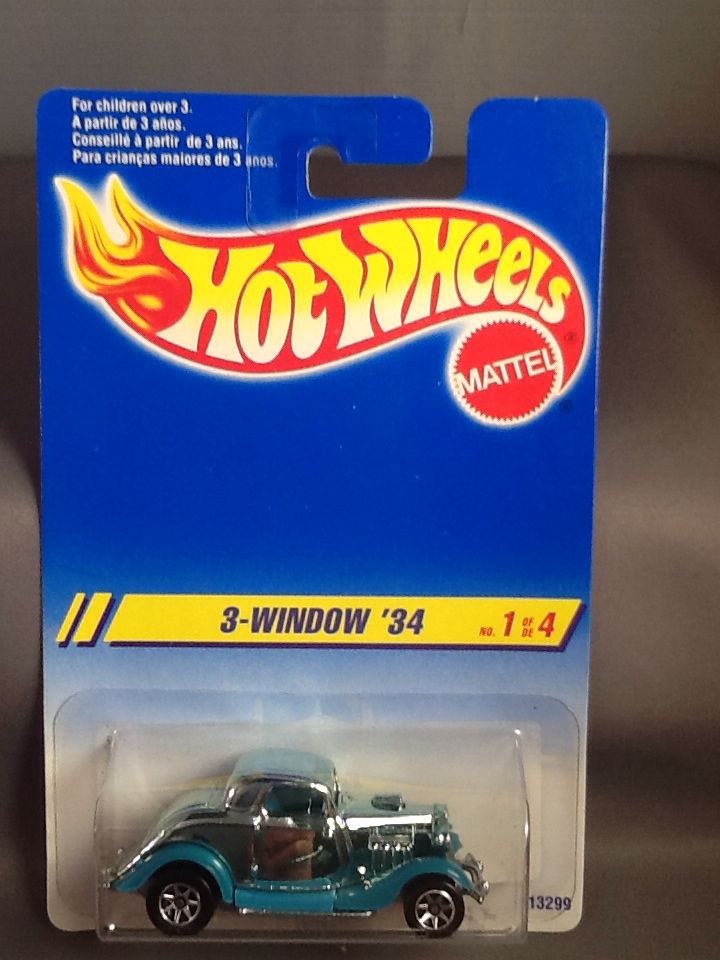 For children over 3.
A partir de 3 años.
Conseillé à partir de 3 ans.
Para crianças maiores de 3 anos.
HOT WHEELS ®
MATTEL ®
3-WINDOW '34 NO. 1 OF DE 4
13299